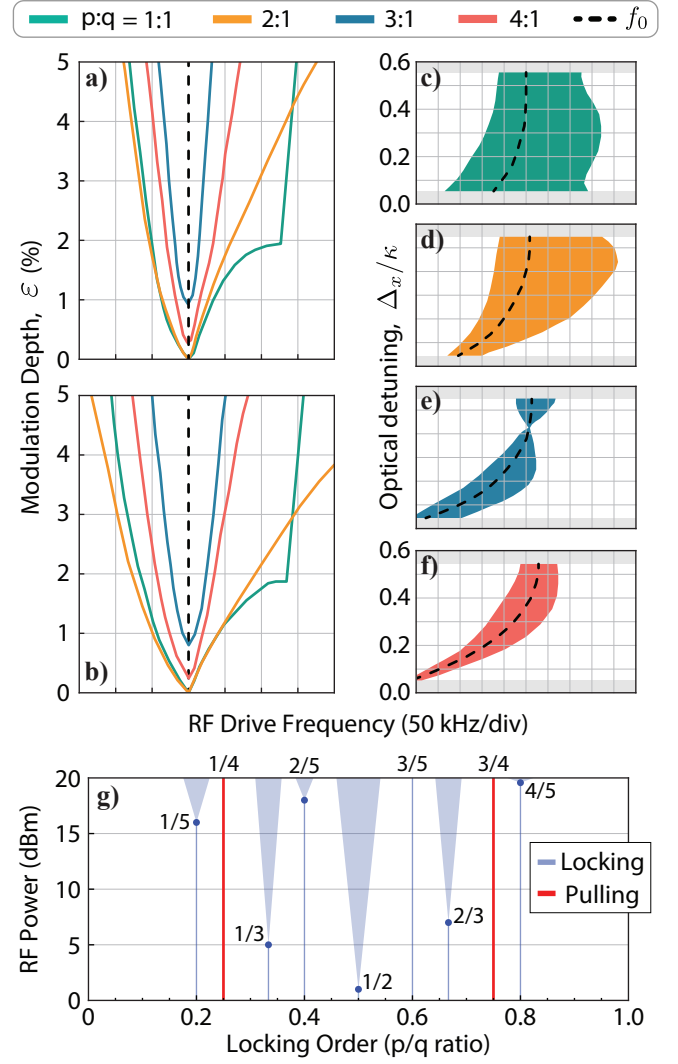 p:q = 1:1 2:1 3:1 4:1 f₀
a)
5
4
3
2
1
0
b)
5
4
3
2
1
0
Modulation Depth, ε (%)
c)
0.6
0.4
0.2
0.0
d)
e)
f)
0.6
0.4
0.2
0.0
Optical detuning, Δₓ/κ
RF Drive Frequency (50 kHz/div)
1/4 2/5 3/5 3/4
g)
20
15
10
5
0
RF Power (dBm)
1/5
1/3
1/2
2/3
4/5
Locking
Pulling
0 0.2 0.4 0.6 0.8 1.0
Locking Order (p/q ratio)